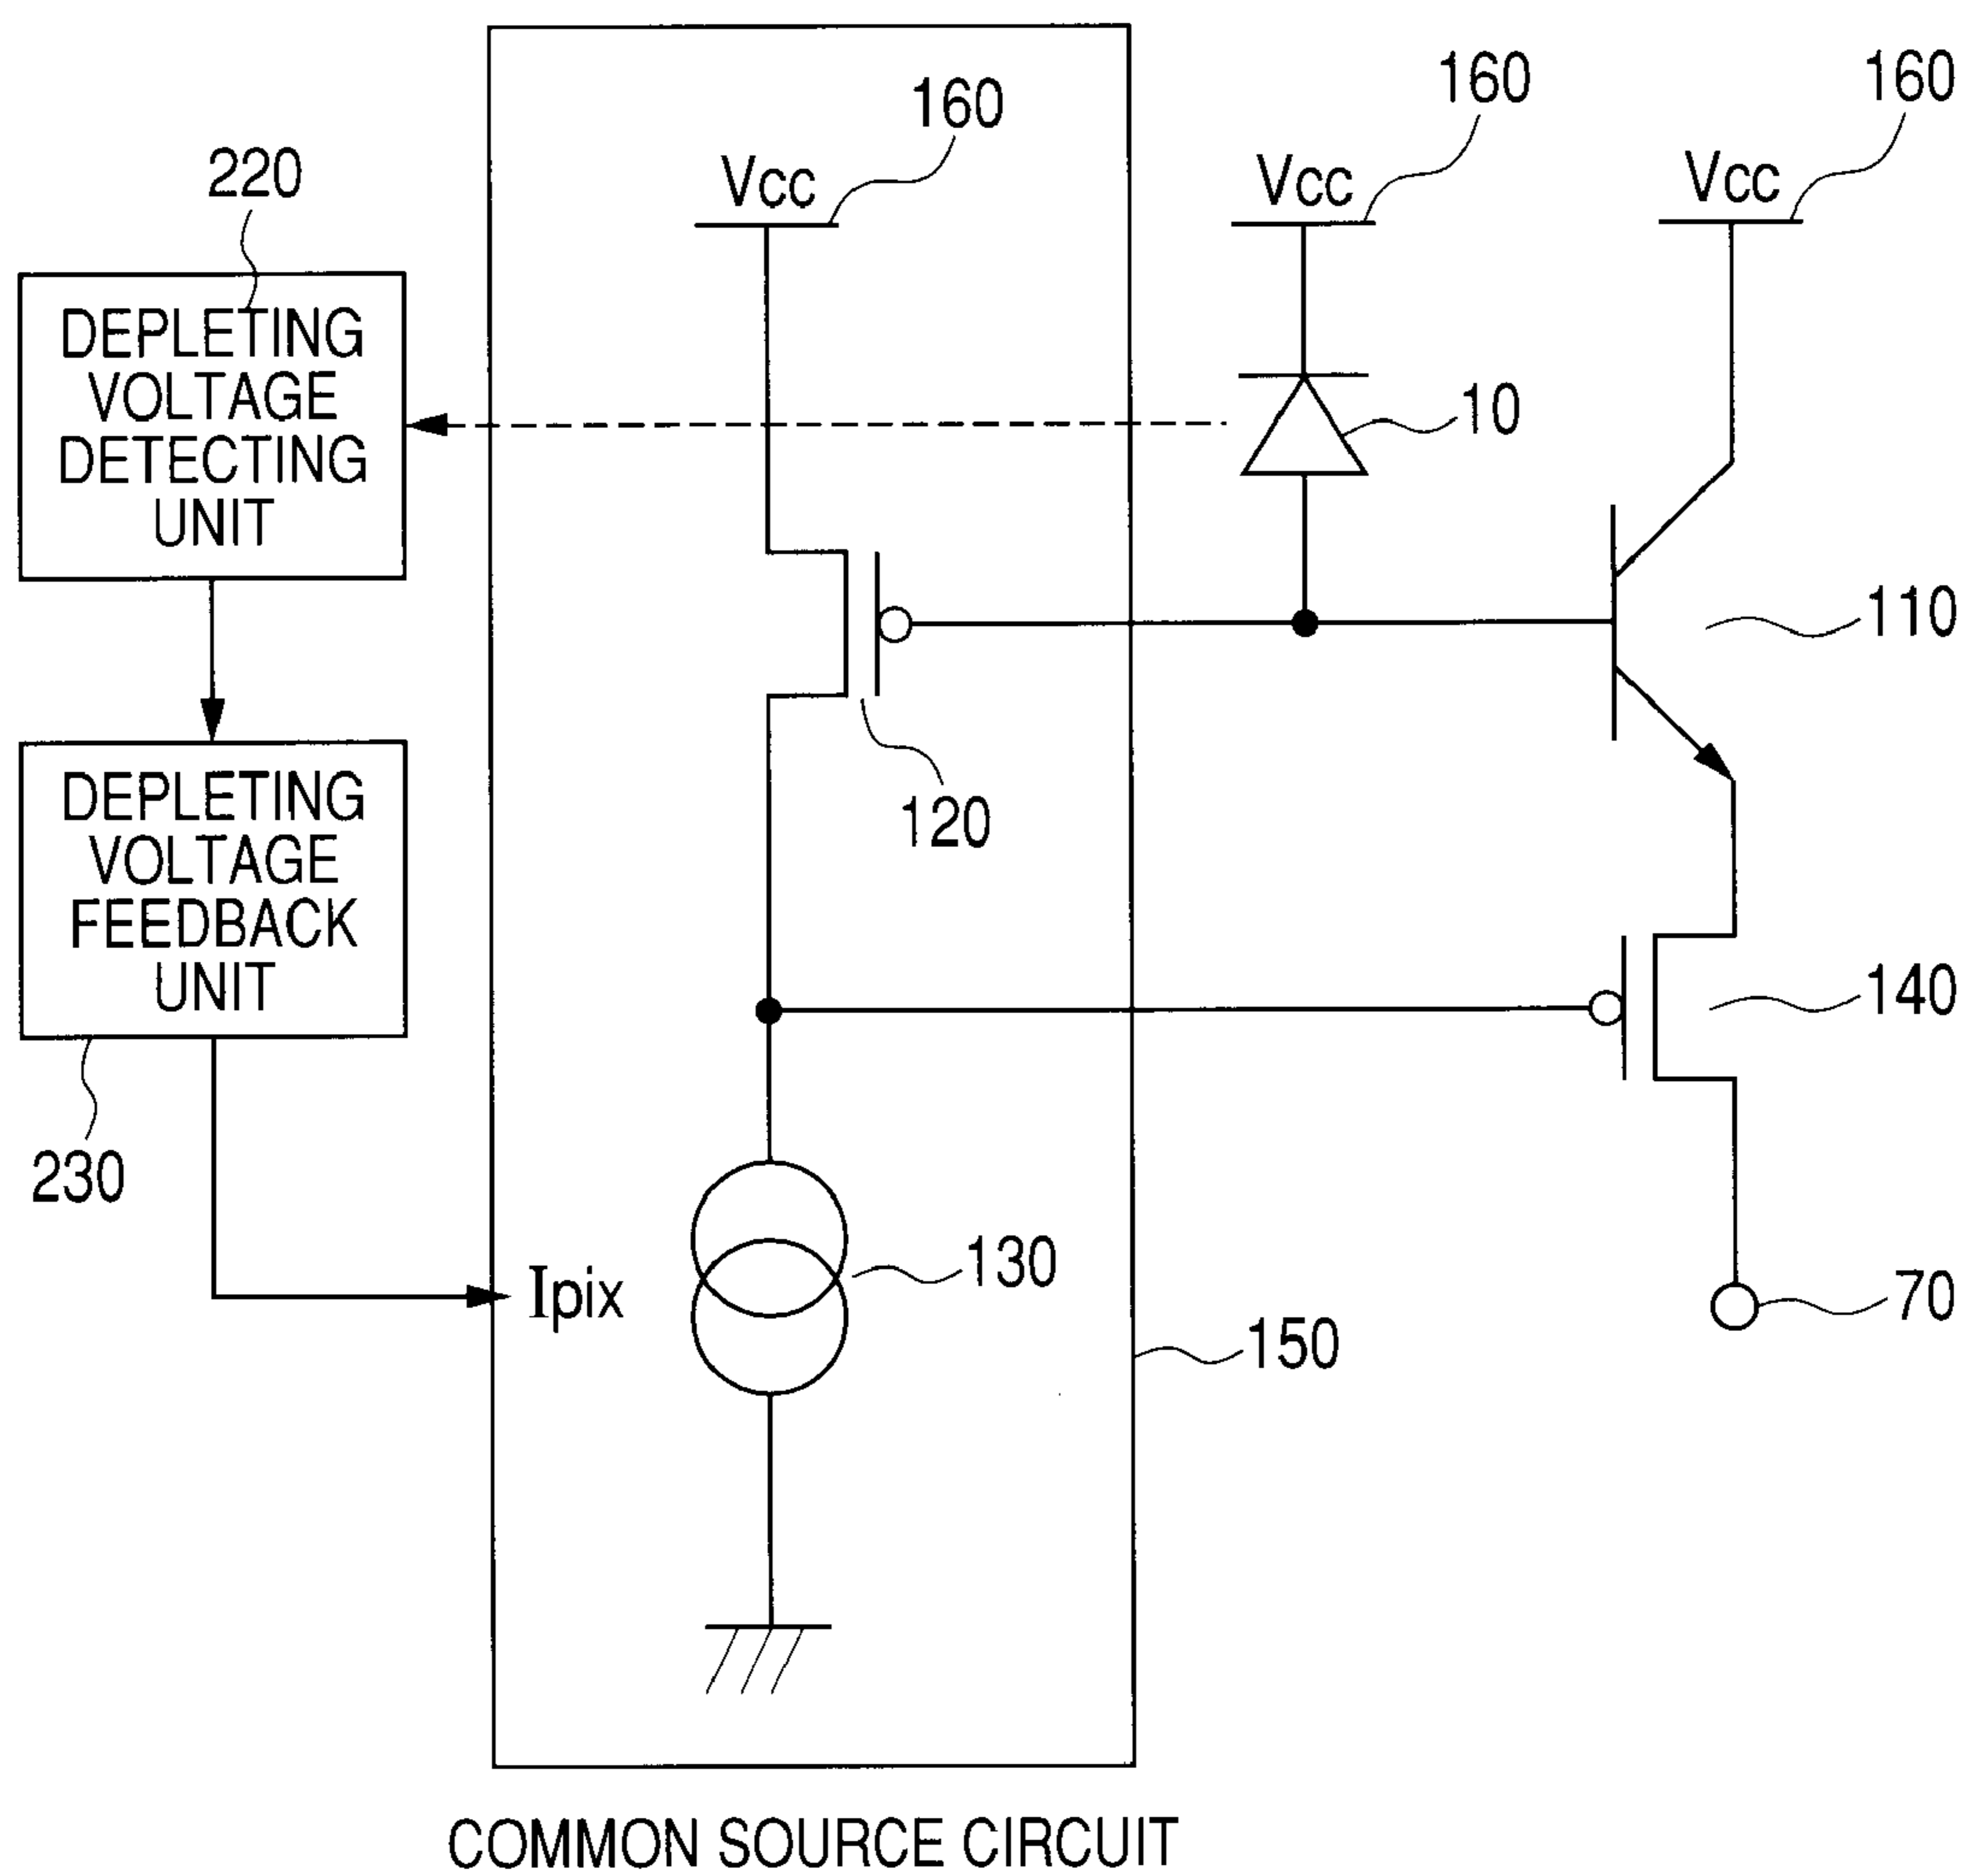 160
160
160
220
Vcc
Vcc
Vcc
DEPLETING
VOLTAGE
DETECTING
UNIT
10
110
DEPLETING
VOLTAGE
FEEDBACK
UNIT
120
140
230
130
Ipix
70
150
COMMON SOURCE CIRCUIT